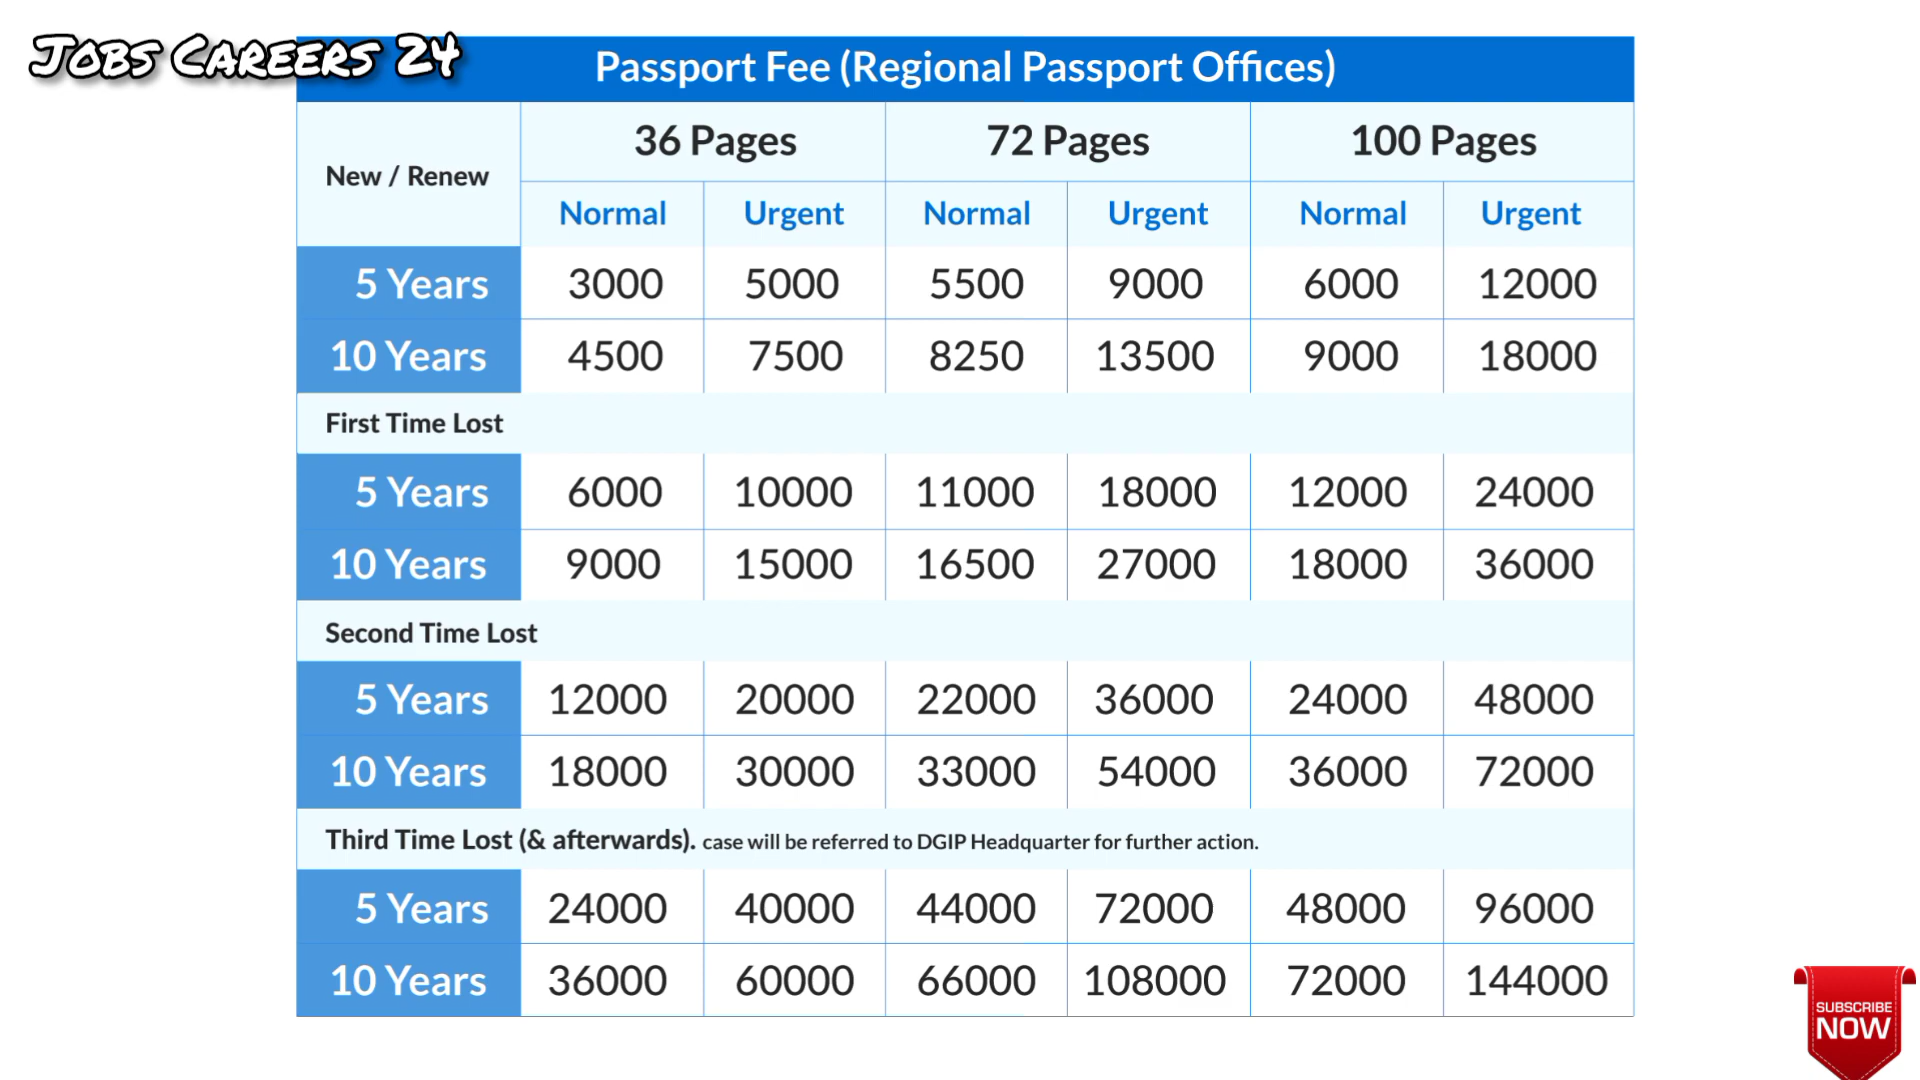 JOBS CAREERS 24
Passport Fee (Regional Passport Offices)
New / Renew 36 Pages 72 Pages 100 Pages
Normal Urgent Normal Urgent Normal Urgent
5 Years 3000 5000 5500 9000 6000 12000
10 Years 4500 7500 8250 13500 9000 18000
First Time Lost
5 Years 6000 10000 11000 18000 12000 24000
10 Years 9000 15000 16500 27000 18000 36000
Second Time Lost
5 Years 12000 20000 22000 36000 24000 48000
10 Years 18000 30000 33000 54000 36000 72000
Third Time Lost (& afterwards). case will be referred to DGIP Headquarter for further action.
5 Years 24000 40000 44000 72000 48000 96000
10 Years 36000 60000 66000 108000 72000 144000
SUBSCRIBE
NOW